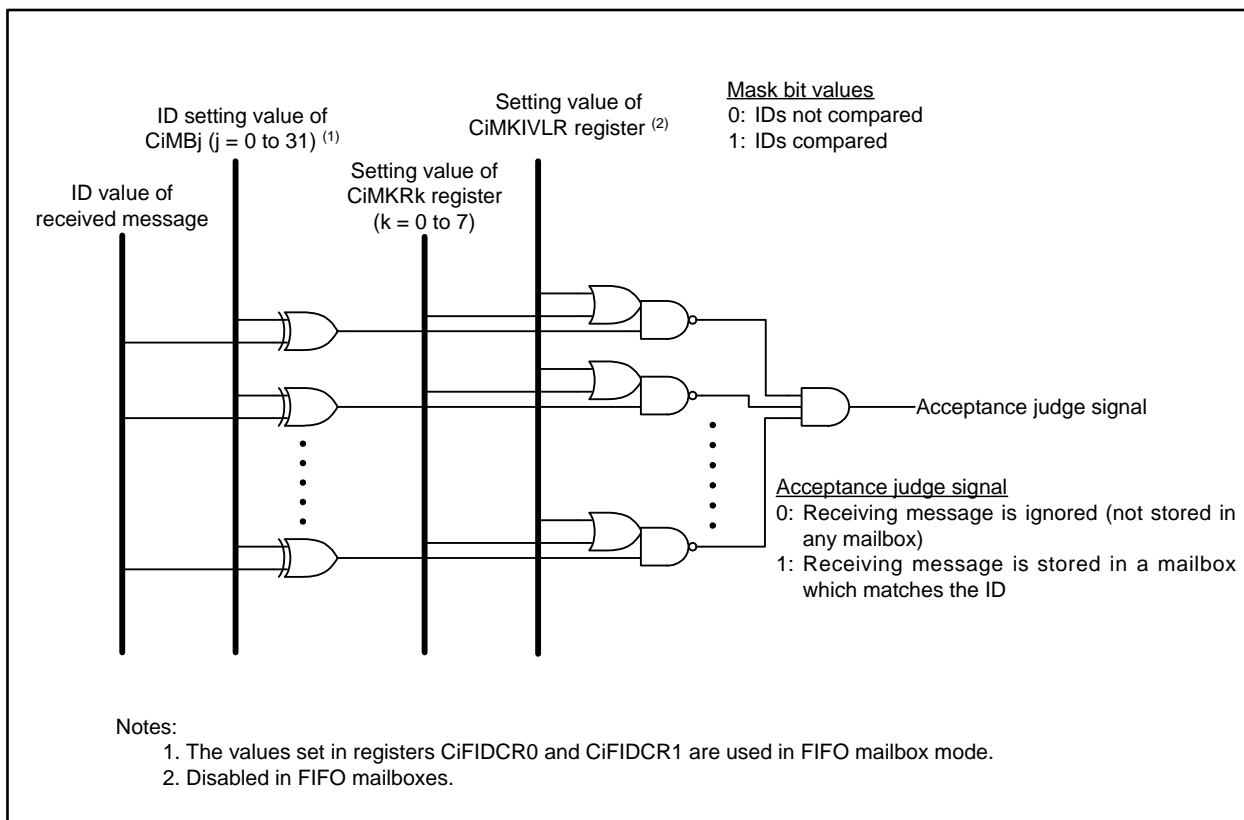 ID value of
received message
ID setting value of
CiMBj (j = 0 to 31) (1)
Setting value of
CiMKRk register
(k = 0 to 7)
Setting value of
CiMKIVLR register (2)
Mask bit values
0: IDs not compared
1: IDs compared
Acceptance judge signal
Acceptance judge signal
0: Receiving message is ignored (not stored in
any mailbox)
1: Receiving message is stored in a mailbox
which matches the ID
Notes:
1. The values set in registers CiFIDCR0 and CiFIDCR1 are used in FIFO mailbox mode.
2. Disabled in FIFO mailboxes.